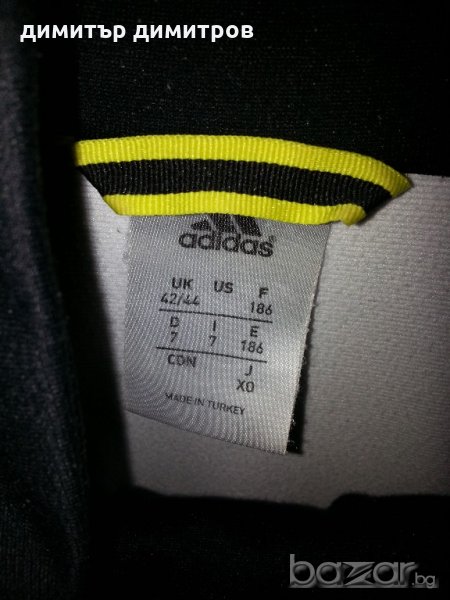 димитър димитров
adidas
UK US F
42/44 186
D I E
7 7 186
CDN J
XO
MADE IN TURKEY
bazar.bg